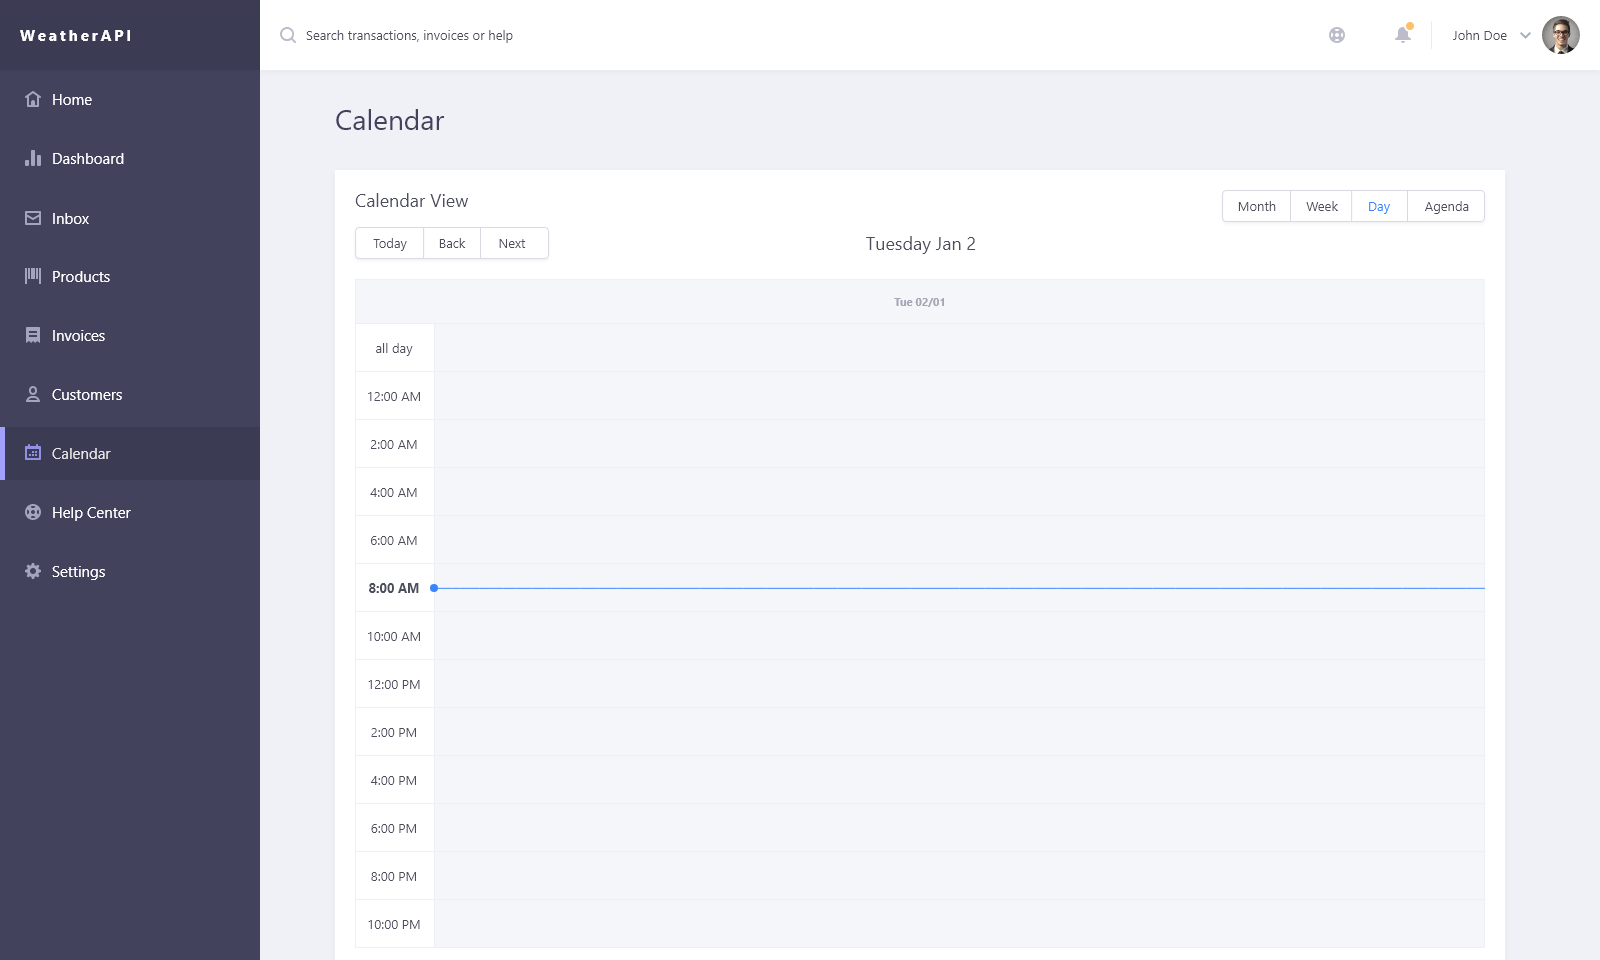 WeatherAPI
Search transactions, invoices or help
John Doe
Home
Dashboard
Inbox
Products
Invoices
Customers
Calendar
Help Center
Settings
Calendar
Calendar View
Month Week Day Agenda
Today Back Next
Tuesday Jan 2
Tue 02/01
all day
12:00 AM
2:00 AM
4:00 AM
6:00 AM
8:00 AM
10:00 AM
12:00 PM
2:00 PM
4:00 PM
6:00 PM
8:00 PM
10:00 PM